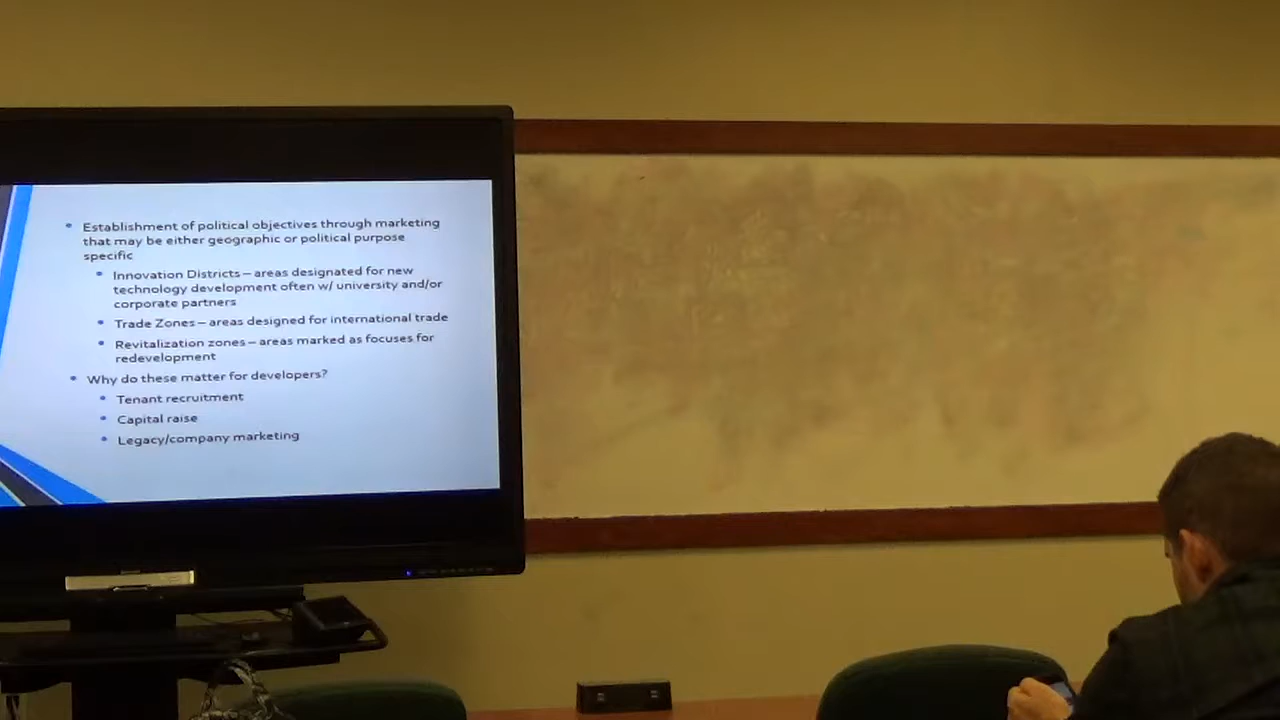 Establishment of political objectives through marketing
that may be either geographic or political purpose
specific
Innovation Districts – areas designated for new
technology development often w/ university and/or
corporate partners
Trade Zones – areas designed for international trade
Revitalization zones – areas marked as focuses for
redevelopment
Why do these matter for developers?
Tenant recruitment
Capital raise
Legacy/company marketing